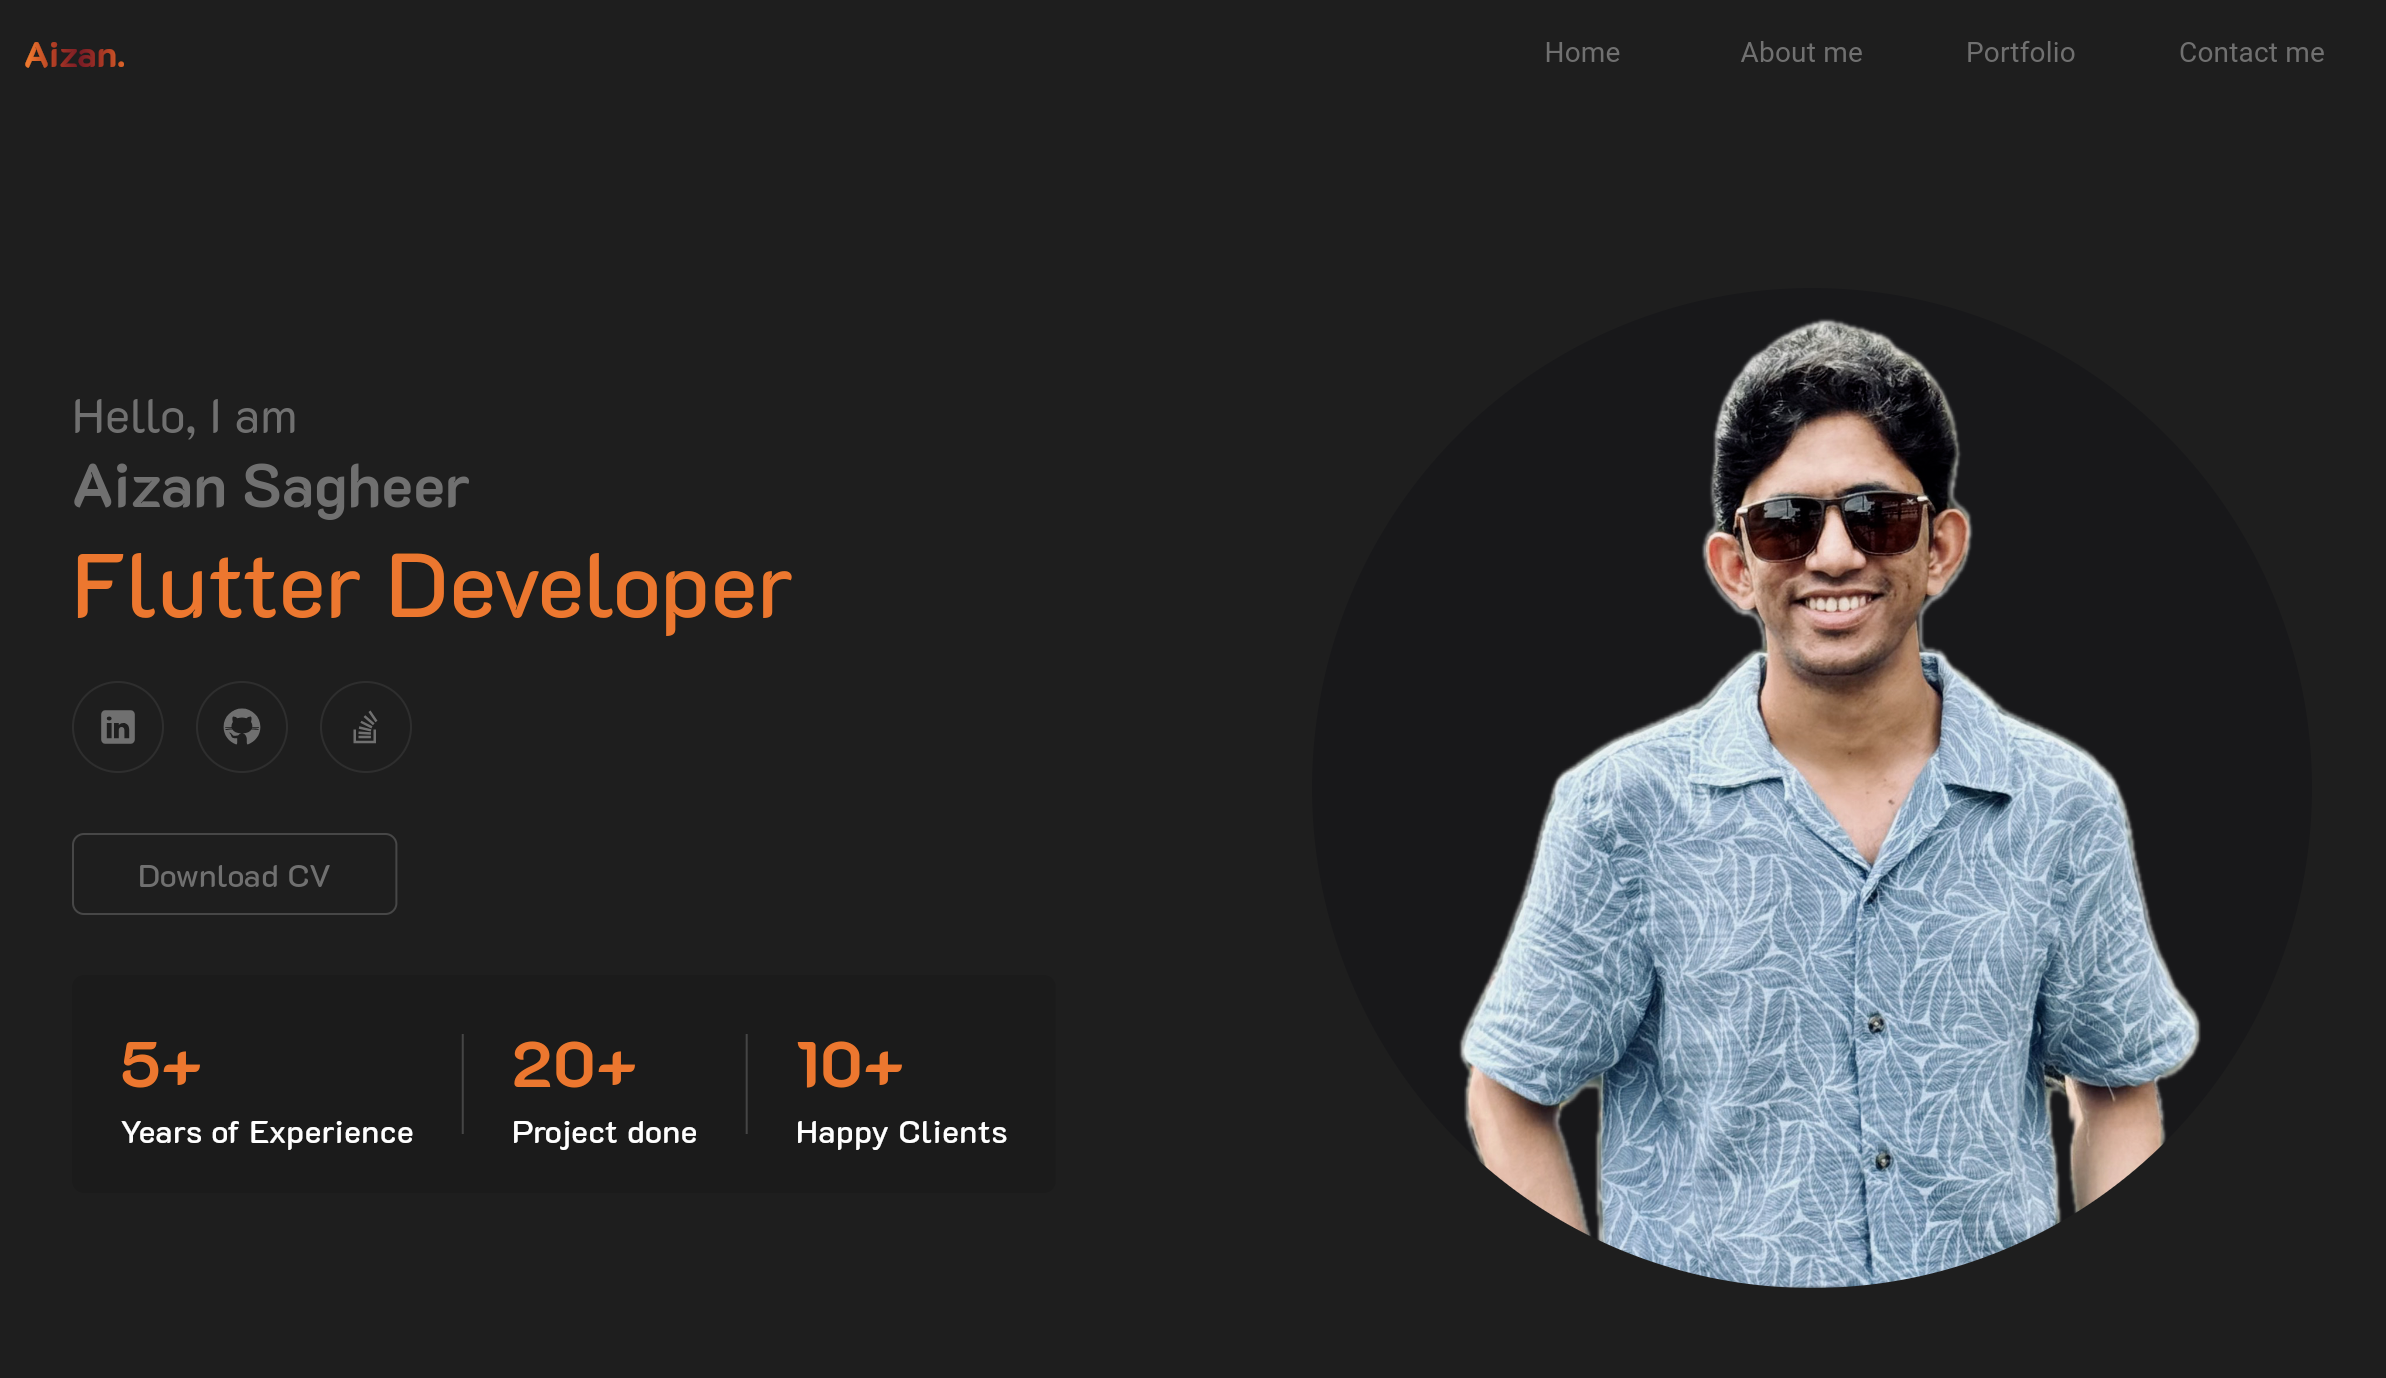 Aizan.
Home About me Portfolio Contact me
Hello, I am
Aizan Sagheer
Flutter Developer
in
Download CV
5+ 20+ 10+
Years of Experience Project done Happy Clients